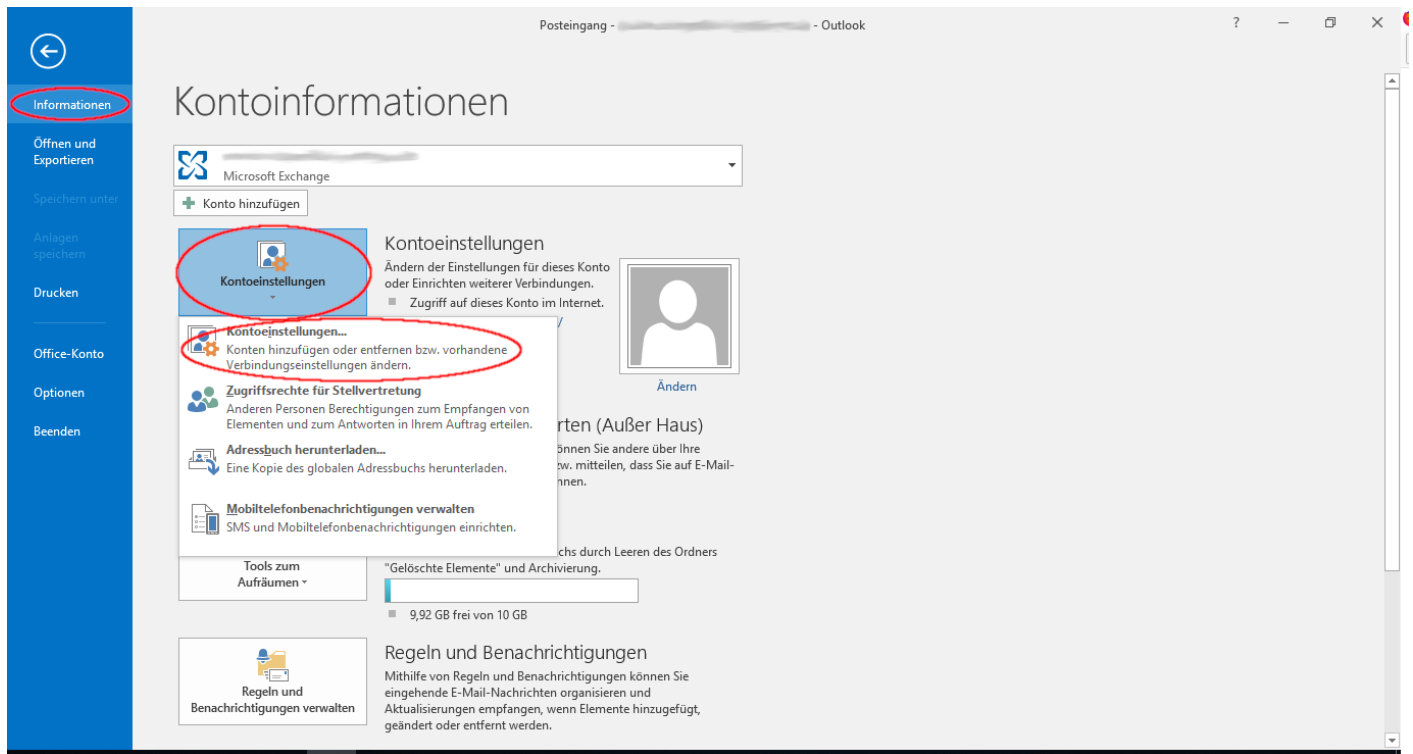 Posteingang - - Outlook
?
Informationen
Öffnen und
Exportieren
Speichern unter
Anlagen
speichern
Drucken
Office-Konto
Optionen
Beenden
Kontoinformationen
Microsoft Exchange
Konto hinzufügen
Kontoeinstellungen
Kontoeinstellungen
Ändern der Einstellungen für dieses Konto
oder Einrichten weiterer Verbindungen.
Zugriff auf dieses Konto im Internet.
/
Ändern
Kontoeinstellungen...
Konten hinzufügen oder entfernen bzw. vorhandene
Verbindungseinstellungen ändern.
Zugriffsrechte für Stellvertretung
Anderen Personen Berechtigungen zum Empfangen von
Elementen und zum Antworten in Ihrem Auftrag erteilen.
Adressbuch herunterladen...
Eine Kopie des globalen Adressbuchs herunterladen.
Mobiltelefonbenachrichtigungen verwalten
SMS und Mobiltelefonbenachrichtigungen einrichten.
rten (Außer Haus)
önnen Sie andere über Ihre
zw. mitteilen, dass Sie auf E-Mail-
nnen.
Tools zum
Aufräumen
chs durch Leeren des Ordners
"Gelöschte Elemente" und Archivierung.
9,92 GB frei von 10 GB
Regeln und
Benachrichtigungen verwalten
Regeln und Benachrichtigungen
Mithilfe von Regeln und Benachrichtigungen können Sie
eingehende E-Mail-Nachrichten organisieren und
Aktualisierungen empfangen, wenn Elemente hinzugefügt,
geändert oder entfernt werden.